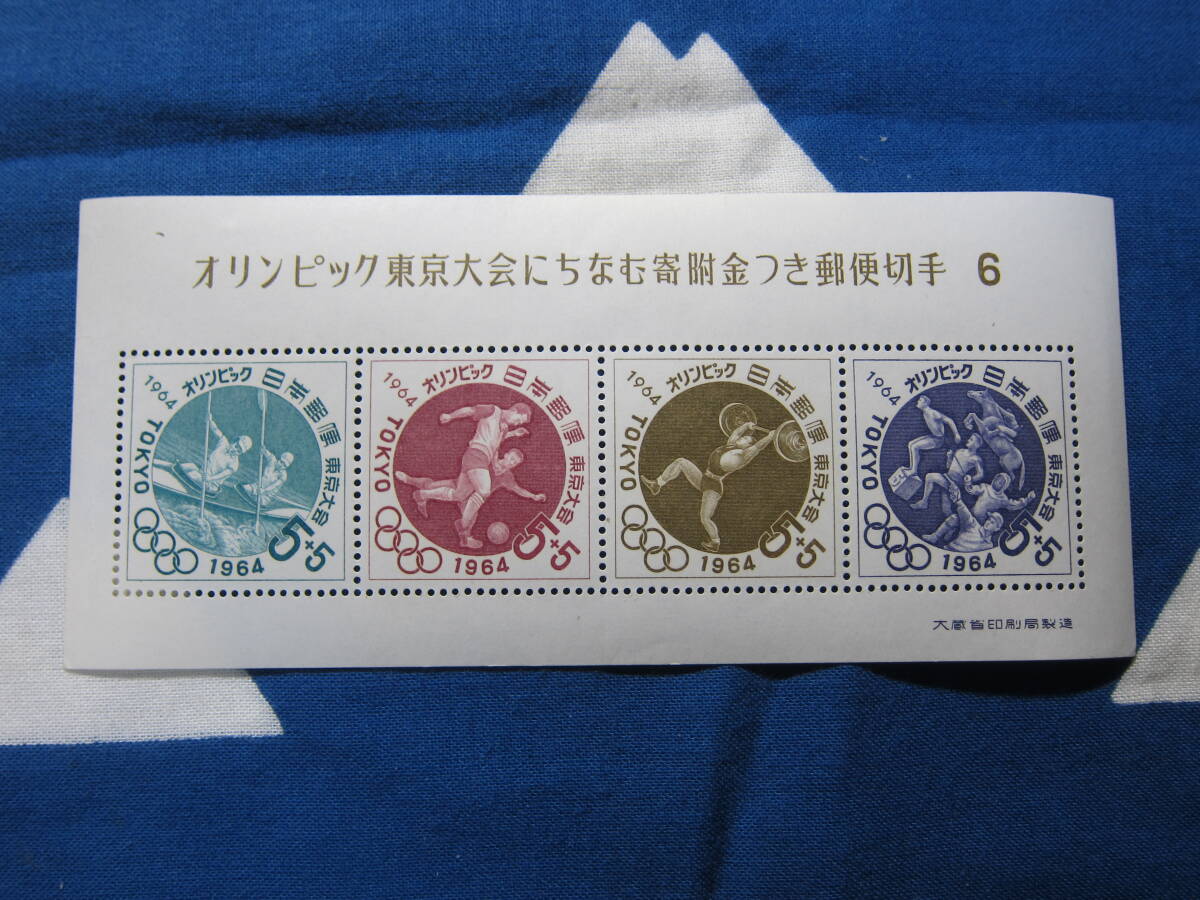 オリンピック東京大会にちなむ寄附金つき郵便切手 6
1964 オリンピック 日本郵便 東京大会
TOKYO
1964 5+5
1964 オリンピック 日本郵便 東京大会
TOKYO
1964 5+5
1964 オリンピック 日本郵便 東京大会
TOKYO
1964 5+5
1964 オリンピック 日本郵便 東京大会
TOKYO
1964 5+5
大蔵省印刷局製造